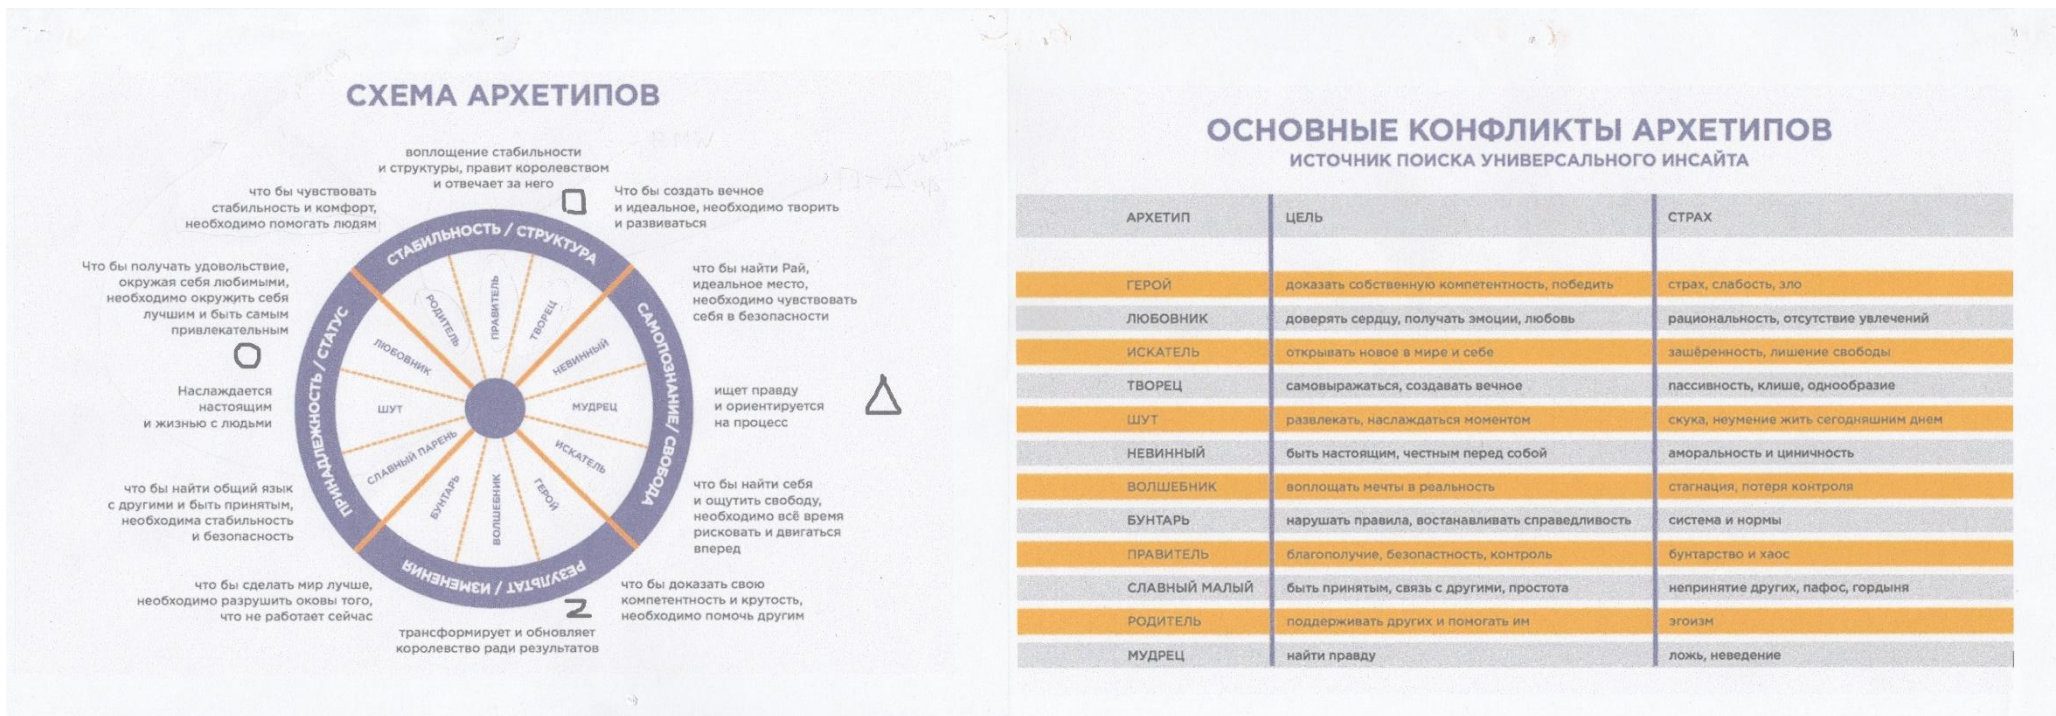 СХЕМА АРХЕТИПОВ
воплощение стабильности
и структуры, правит королевством
и отвечает за него
что бы чувствовать
стабильность и комфорт,
необходимо помогать людям
Что бы создать вечное
и идеальное, необходимо творить
и развиваться
Что бы получать удовольствие,
окружая себя любимыми,
необходимо окружить себя
лучшим и быть самым
привлекательным
что бы найти Рай,
идеальное место,
необходимо чувствовать
себя в безопасности
Наслаждается
настоящим
и жизнью с людьми
ищет правду
и ориентируется
на процесс
что бы найти общий язык
с другими и быть принятым,
необходима стабильность
и безопасность
что бы найти себя
и ощутить свободу,
необходимо всё время
рисковать и двигаться
вперед
что бы сделать мир лучше,
необходимо разрушить оковы того,
что не работает сейчас
что бы доказать свою
компетентность и крутость,
необходимо помочь другим
трансформирует и обновляет
королевство ради результатов
СТАБИЛЬНОСТЬ / СТРУКТУРА
САМОПОЗНАНИЕ/ СВОБОДА
РЕЗУЛЬТАТ / ИЗМЕНЕНИЯ
ПРИНАДЛЕЖНОСТЬ / СТАТУС
РОДИТЕЛЬ
ПРАВИТЕЛЬ
ТВОРЕЦ
НЕВИННЫЙ
МУДРЕЦ
ИСКАТЕЛЬ
ГЕРОЙ
ВОЛШЕБНИК
БУНТАРЬ
СЛАВНЫЙ ПАРЕНЬ
ШУТ
ЛЮБОВНИК
ОСНОВНЫЕ КОНФЛИКТЫ АРХЕТИПОВ
ИСТОЧНИК ПОИСКА УНИВЕРСАЛЬНОГО ИНСАЙТА
АРХЕТИП ЦЕЛЬ СТРАХ
ГЕРОЙ доказать собственную компетентность, победить страх, слабость, зло
ЛЮБОВНИК доверять сердцу, получать эмоции, любовь рациональность, отсутствие увлечений
ИСКАТЕЛЬ открывать новое в мире и себе зашёренность, лишение свободы
ТВОРЕЦ самовыражаться, создавать вечное пассивность, клише, однообразие
ШУТ развлекать, наслаждаться моментом скука, неумение жить сегодняшним днем
НЕВИННЫЙ быть настоящим, честным перед собой аморальность и циничность
ВОЛШЕБНИК воплощать мечты в реальность стагнация, потеря контроля
БУНТАРЬ нарушать правила, востанавливать справедливость система и нормы
ПРАВИТЕЛЬ благополучие, безопастность, контроль бунтарство и хаос
СЛАВНЫЙ МАЛЫЙ быть принятым, связь с другими, простота непринятие других, пафос, гордыня
РОДИТЕЛЬ поддерживать других и помогать им эгоизм
МУДРЕЦ найти правду ложь, неведение